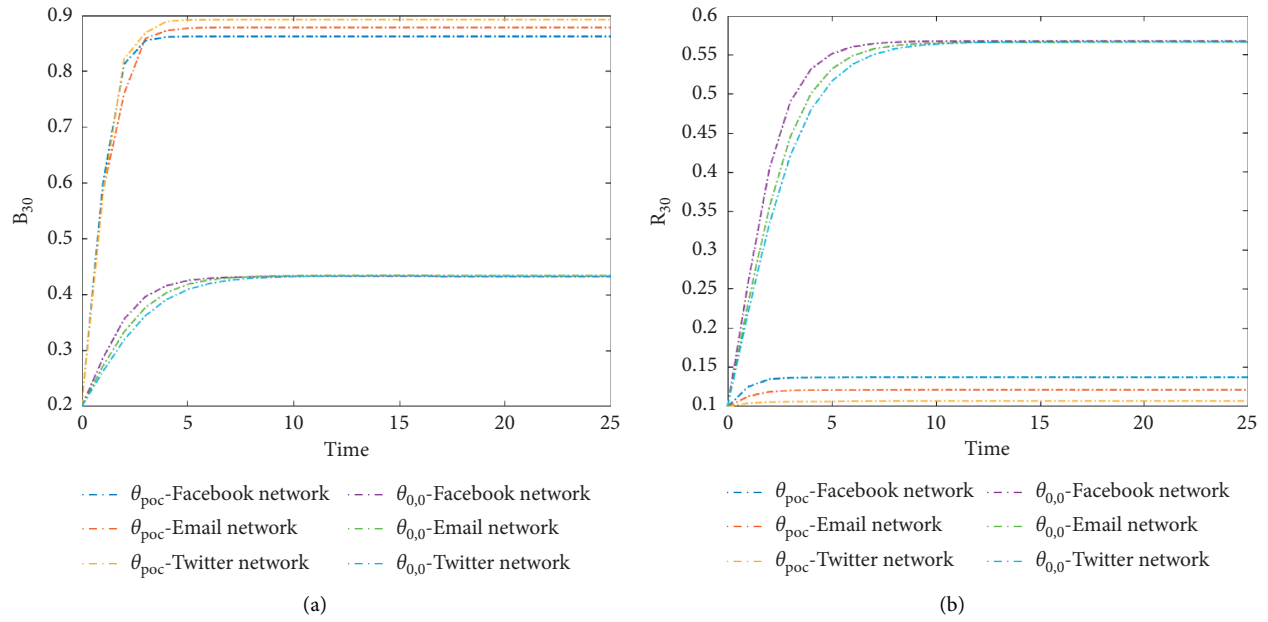 0.9
0.8
0.7
0.6
0.5
0.4
0.3
0.2
B30
0
5
10
15
20
25
Time
θpoc-Facebook network
θ0,0-Facebook network
θpoc-Email network
θ0,0-Email network
θpoc-Twitter network
θ0,0-Twitter network
(a)
0.6
0.55
0.5
0.45
0.4
0.35
0.3
0.25
0.2
0.15
0.1
R30
0
5
10
15
20
25
Time
θpoc-Facebook network
θ0,0-Facebook network
θpoc-Email network
θ0,0-Email network
θpoc-Twitter network
θ0,0-Twitter network
(b)